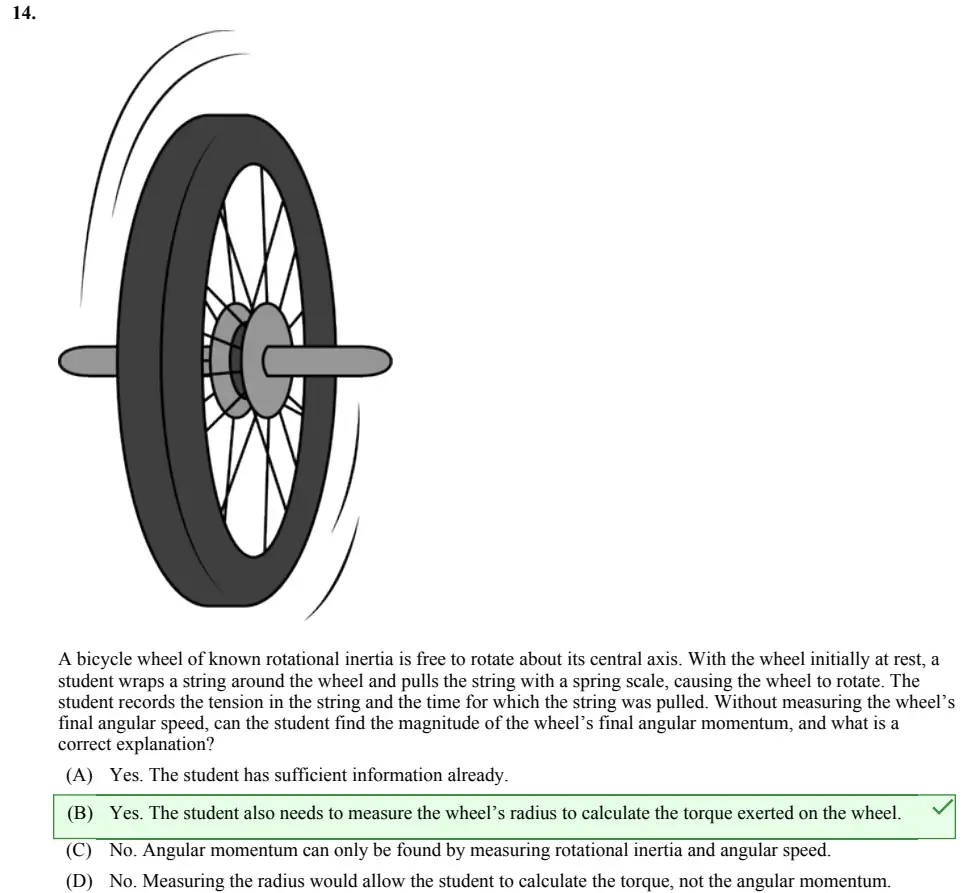 14.
A bicycle wheel of known rotational inertia is free to rotate about its central axis. With the wheel initially at rest, a
student wraps a string around the wheel and pulls the string with a spring scale, causing the wheel to rotate. The
student records the tension in the string and the time for which the string was pulled. Without measuring the wheel’s
final angular speed, can the student find the magnitude of the wheel’s final angular momentum, and what is a
correct explanation?
(A) Yes. The student has sufficient information already.
(B) Yes. The student also needs to measure the wheel’s radius to calculate the torque exerted on the wheel.
(C) No. Angular momentum can only be found by measuring rotational inertia and angular speed.
(D) No. Measuring the radius would allow the student to calculate the torque, not the angular momentum.